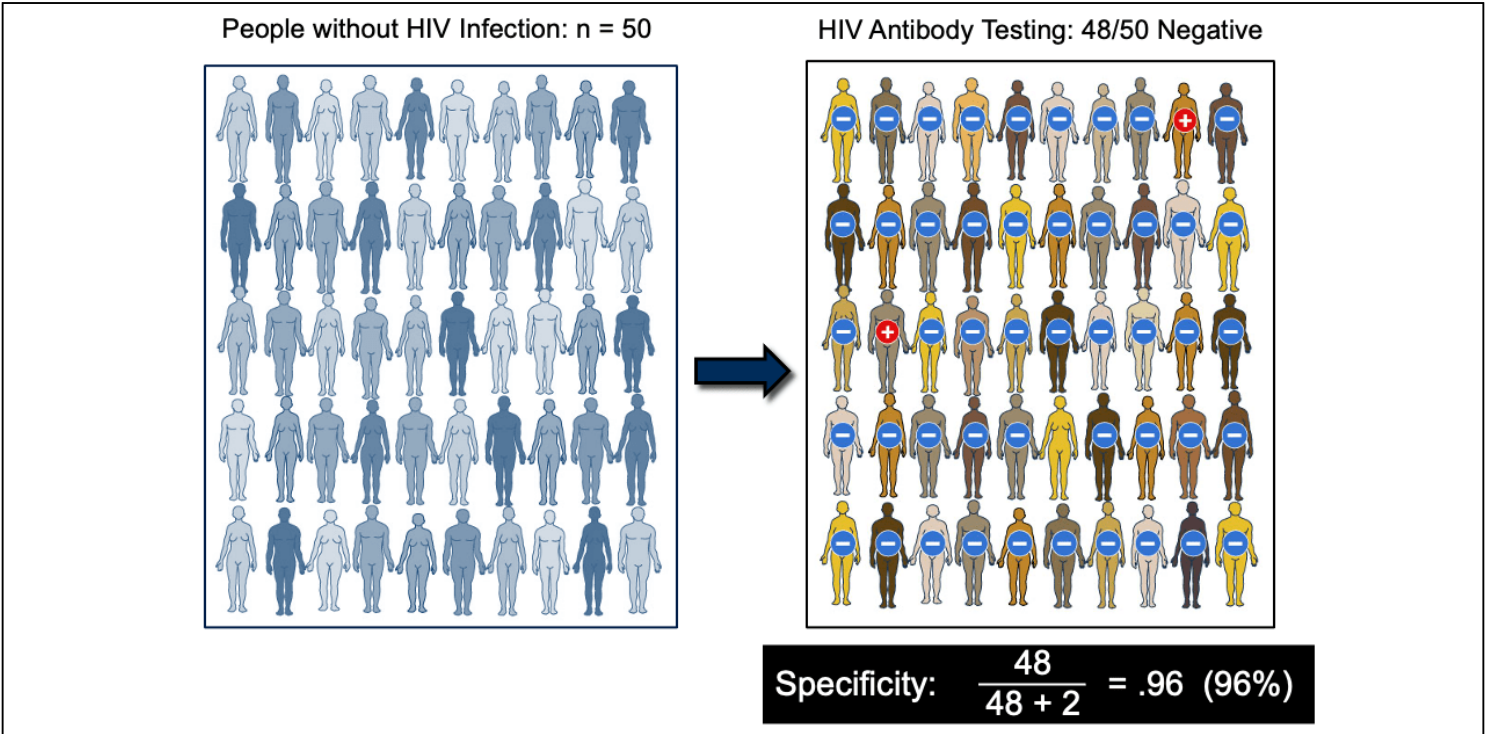 People without HIV Infection: n = 50
HIV Antibody Testing: 48/50 Negative
Specificity: 48 / 48 + 2 = .96 (96%)